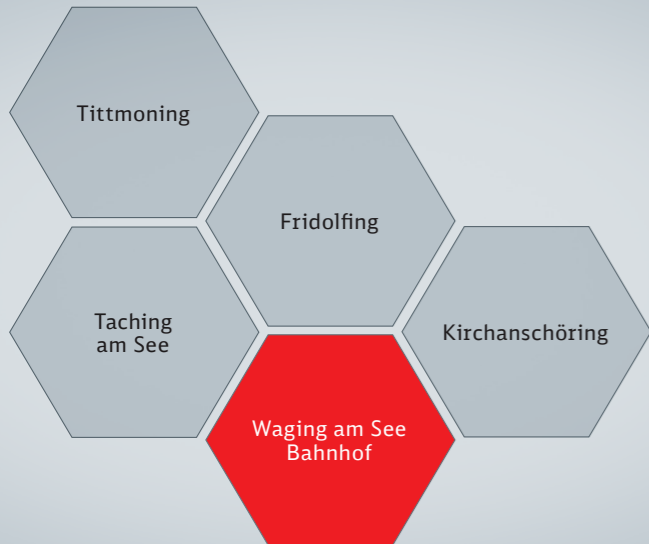 Tittmoning
Fridolfing
Taching
am See
Kirchanschöring
Waging am See
Bahnhof